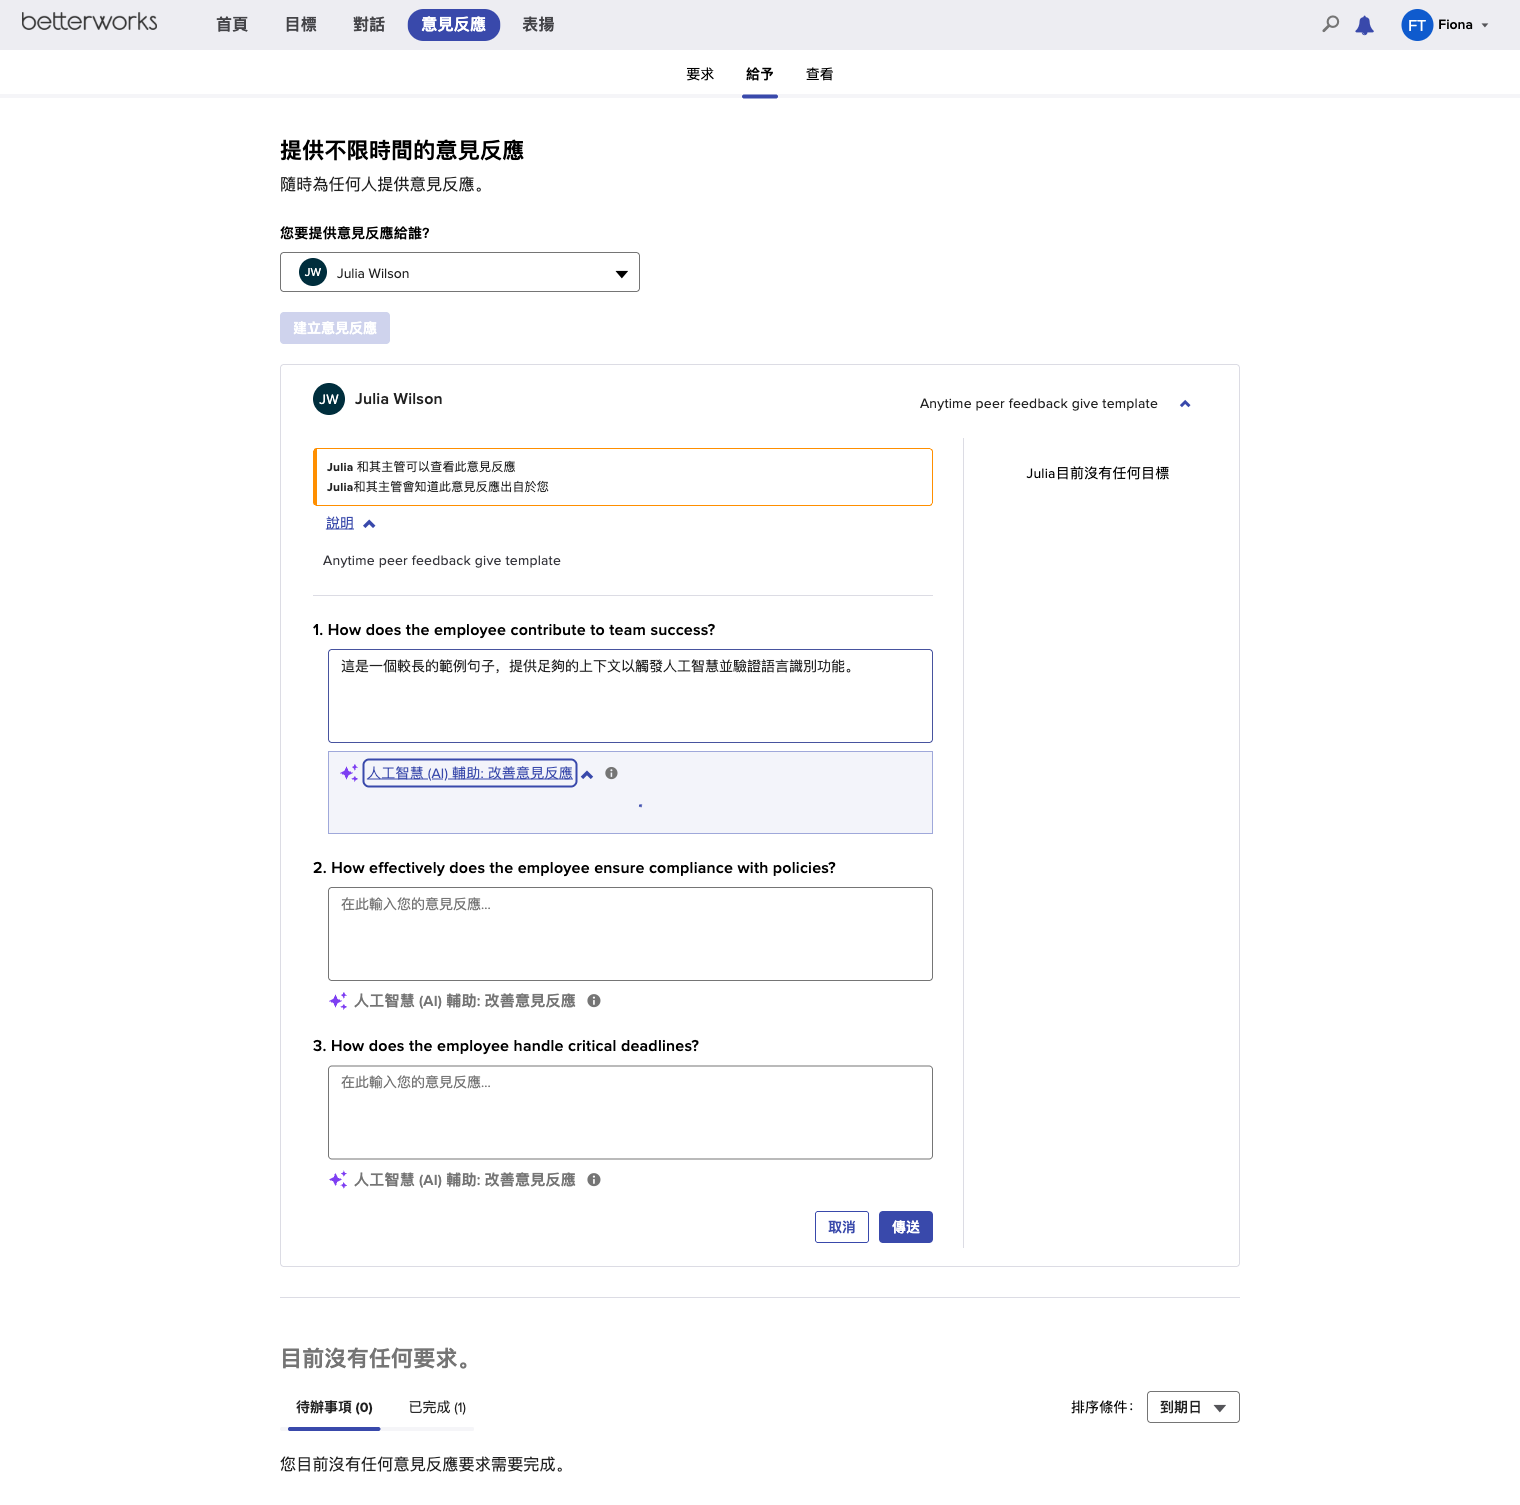 betterworks
首頁
目標
對話
意見反應
表揚
FT
Fiona
要求
給予
查看
提供不限時間的意見反應
隨時為任何人提供意見反應。
您要提供意見反應給誰?
JW Julia Wilson
建立意見反應
JW Julia Wilson
Anytime peer feedback give template
Julia 和其主管可以查看此意見反應
Julia和其主管會知道此意見反應出自於您
Julia目前沒有任何目標
說明
Anytime peer feedback give template
1. How does the employee contribute to team success?
這是一個較長的範例句子，提供足夠的上下文以觸發人工智慧並驗證語言識別功能。
人工智慧 (AI) 輔助: 改善意見反應
2. How effectively does the employee ensure compliance with policies?
在此輸入您的意見反應...
人工智慧 (AI) 輔助: 改善意見反應
3. How does the employee handle critical deadlines?
在此輸入您的意見反應...
人工智慧 (AI) 輔助: 改善意見反應
取消
傳送
目前沒有任何要求。
待辦事項 (0)
已完成 (1)
排序條件：
到期日
您目前沒有任何意見反應要求需要完成。